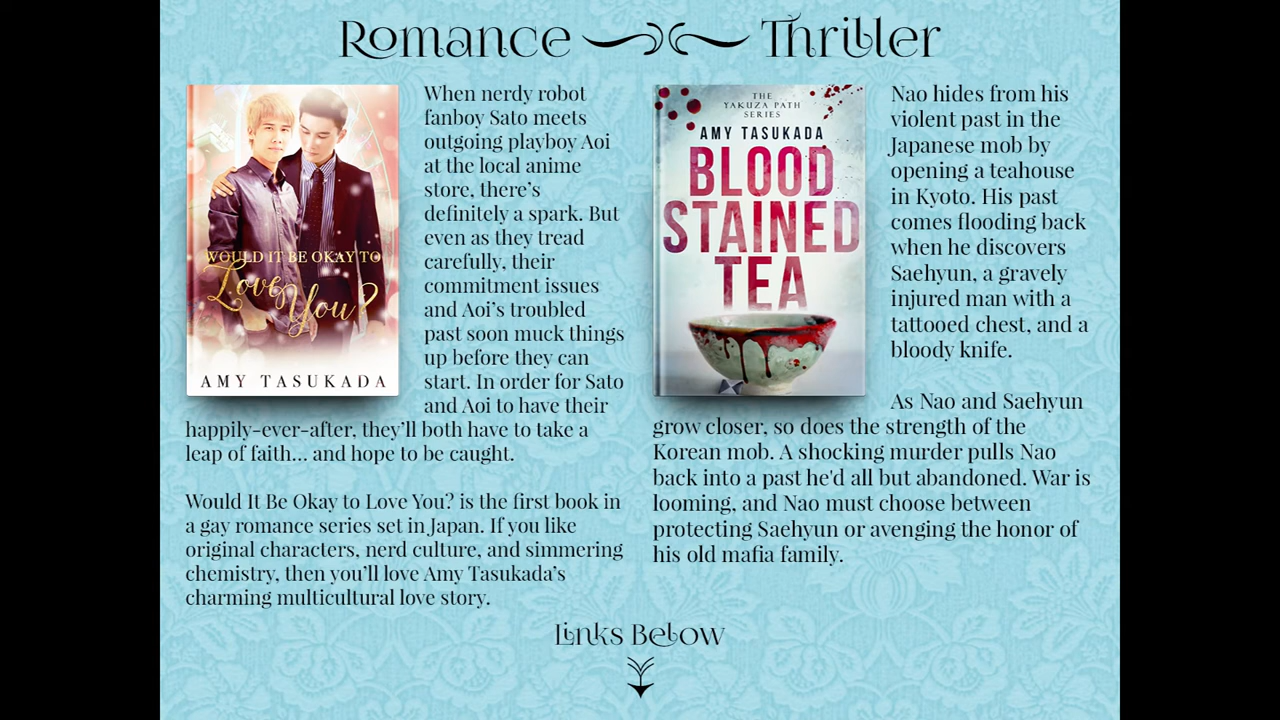 Romance Thriller
WOULD IT BE OKAY TO
Love You?
AMY TASUKADA
When nerdy robot
fanboy Sato meets
outgoing playboy Aoi
at the local anime
store, there's
definitely a spark. But
even as they tread
carefully, their
commitment issues
and Aoi's troubled
past soon muck things
up before they can
start. In order for Sato
and Aoi to have their
happily-ever-after, they'll both have to take a
leap of faith... and hope to be caught.
Would It Be Okay to Love You? is the first book in
a gay romance series set in Japan. If you like
original characters, nerd culture, and simmering
chemistry, then you'll love Amy Tasukada's
charming multicultural love story.
THE
YAKUZA PATH
SERIES
AMY TASUKADA
BLOOD
STAINED
TEA
Nao hides from his
violent past in the
Japanese mob by
opening a teahouse
in Kyoto. His past
comes flooding back
when he discovers
Saehyun, a gravely
injured man with a
tattooed chest, and a
bloody knife.
As Nao and Saehyun
grow closer, so does the strength of the
Korean mob. A shocking murder pulls Nao
back into a past he'd all but abandoned. War is
looming, and Nao must choose between
protecting Saehyun or avenging the honor of
his old mafia family.
Links Below